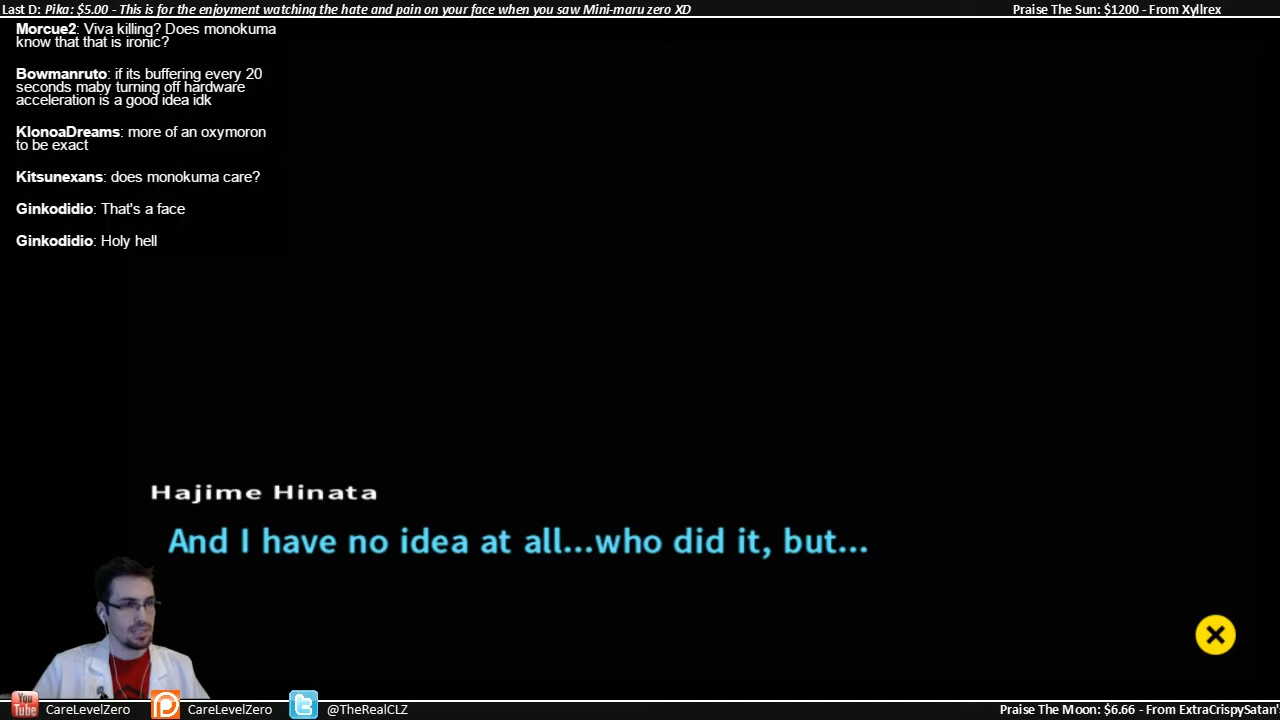 Last D: Pika: $5.00 - This is for the enjoyment watching the hate and pain on your face when you saw Mini-maru zero XD
Praise The Sun: $1200 - From Xyllrex
Morcue2: Viva killing? Does monokuma
know that that is ironic?
Bowmanruto: if its buffering every 20
seconds maby turning off hardware
acceleration is a good idea idk
KlonoaDreams: more of an oxymoron
to be exact
Kitsunexans: does monokuma care?
Ginkodidio: That's a face
Ginkodidio: Holy hell
Hajime Hinata
And I have no idea at all...who did it, but...
You
Tube
CareLevelZero
CareLevelZero
@TheRealCLZ
Praise The Moon: $6.66 - From ExtraCrispySatan'